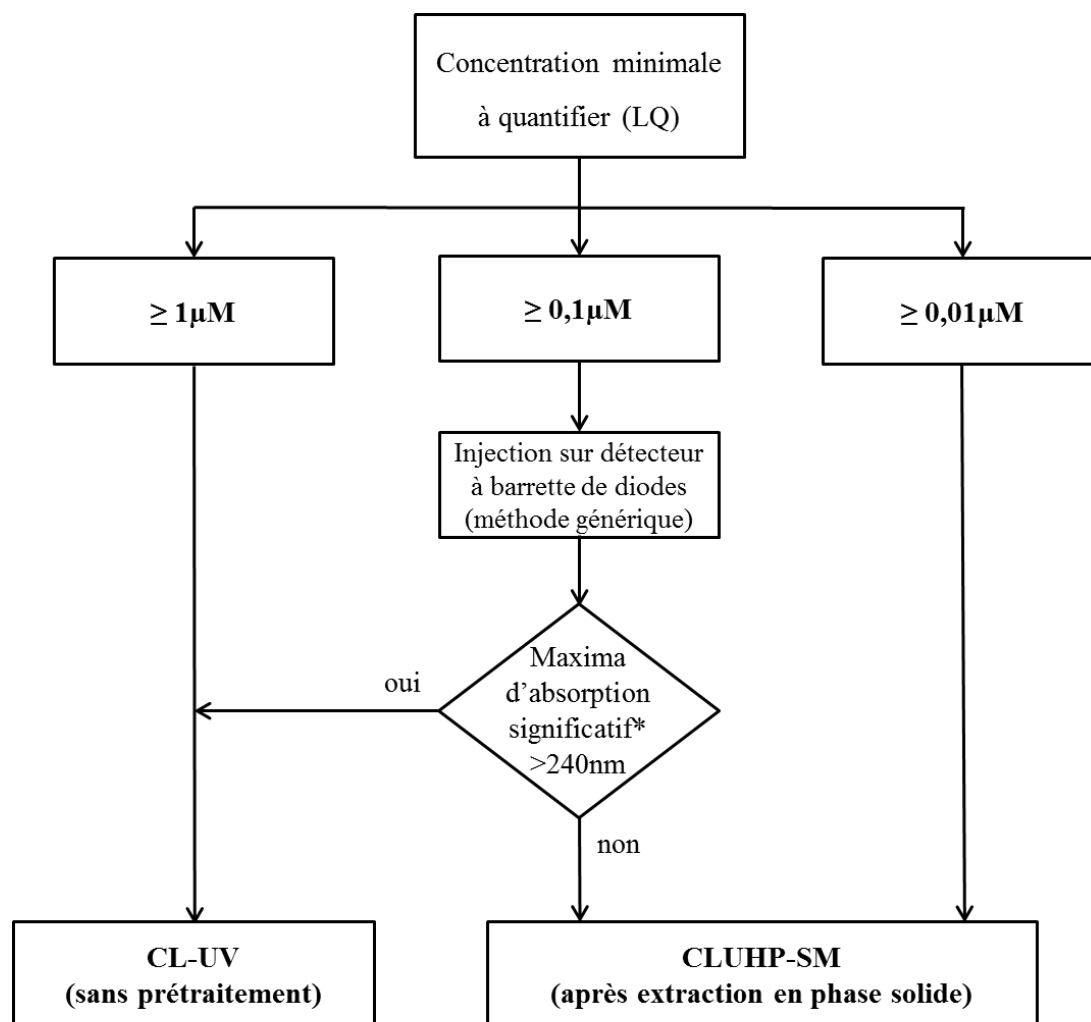 Concentration minimale
à quantifier (LQ)
≥ 1µM
≥ 0,1µM
≥ 0,01µM
Injection sur détecteur
à barrette de diodes
(méthode générique)
Maxima
d’absorption
significatif*
>240nm
oui
non
CL-UV
(sans prétraitement)
CLUHP-SM
(après extraction en phase solide)